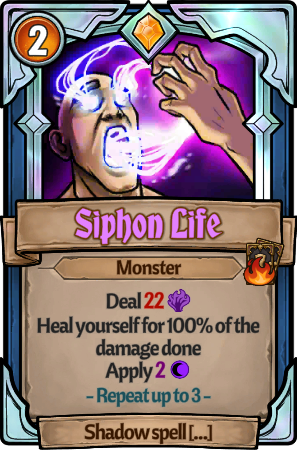 2
Siphon Life
Monster
Deal 22
Heal yourself for 100% of the
damage done
Apply 2
- Repeat up to 3 -
Shadow spell [...]